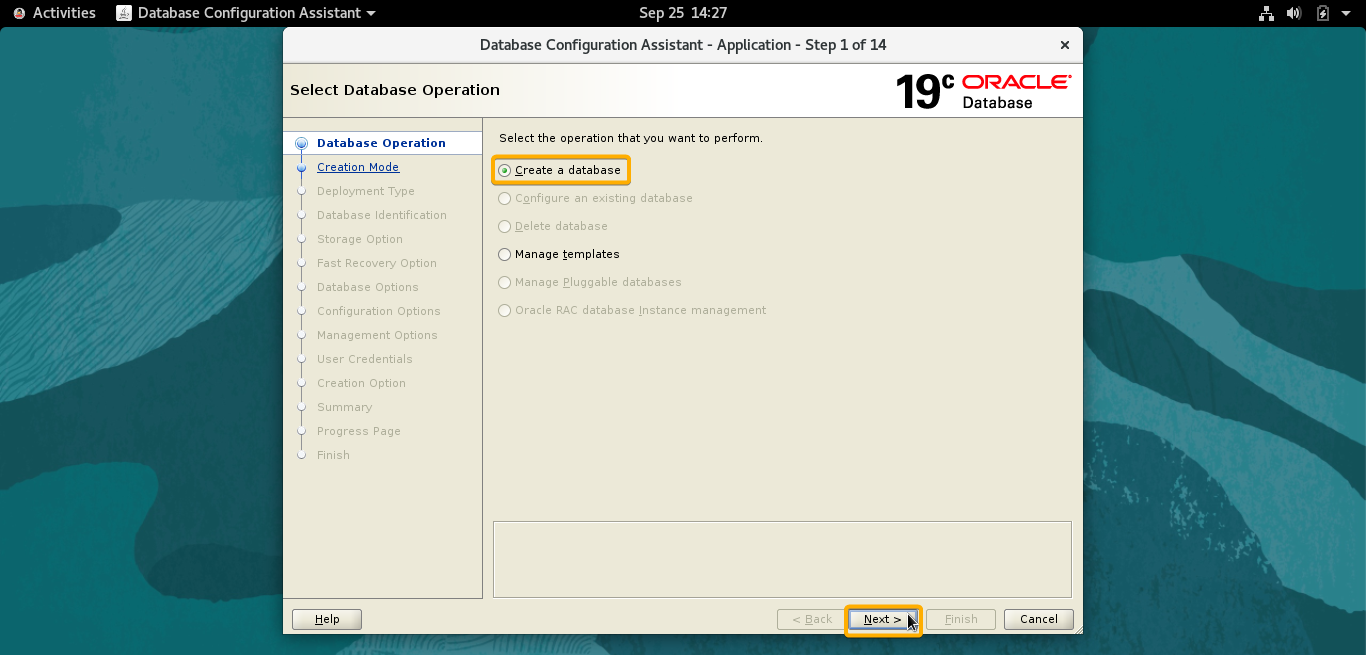 Activities Database Configuration Assistant Sep 25 14:27
Database Configuration Assistant - Application - Step 1 of 14
Select Database Operation
19c ORACLE
Database
Database Operation
Creation Mode
Deployment Type
Database Identification
Storage Option
Fast Recovery Option
Database Options
Configuration Options
Management Options
User Credentials
Creation Option
Summary
Progress Page
Finish
Select the operation that you want to perform.
Create a database
Configure an existing database
Delete database
Manage templates
Manage Pluggable databases
Oracle RAC database Instance management
Help < Back Next > Finish Cancel